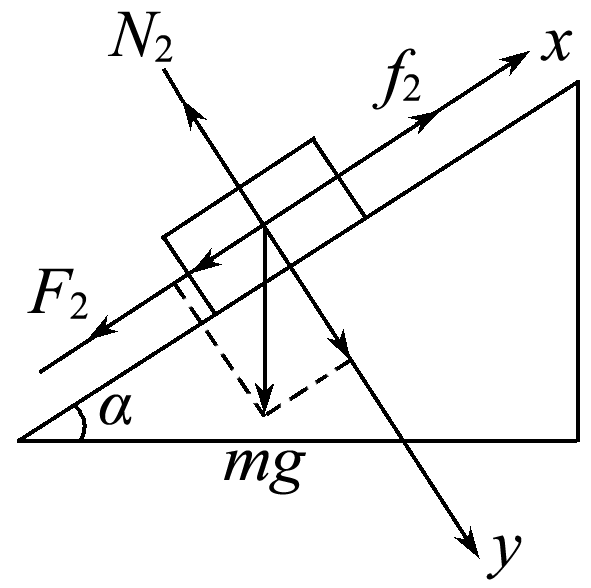 N₂
f₂
x
F₂
α
mg
y